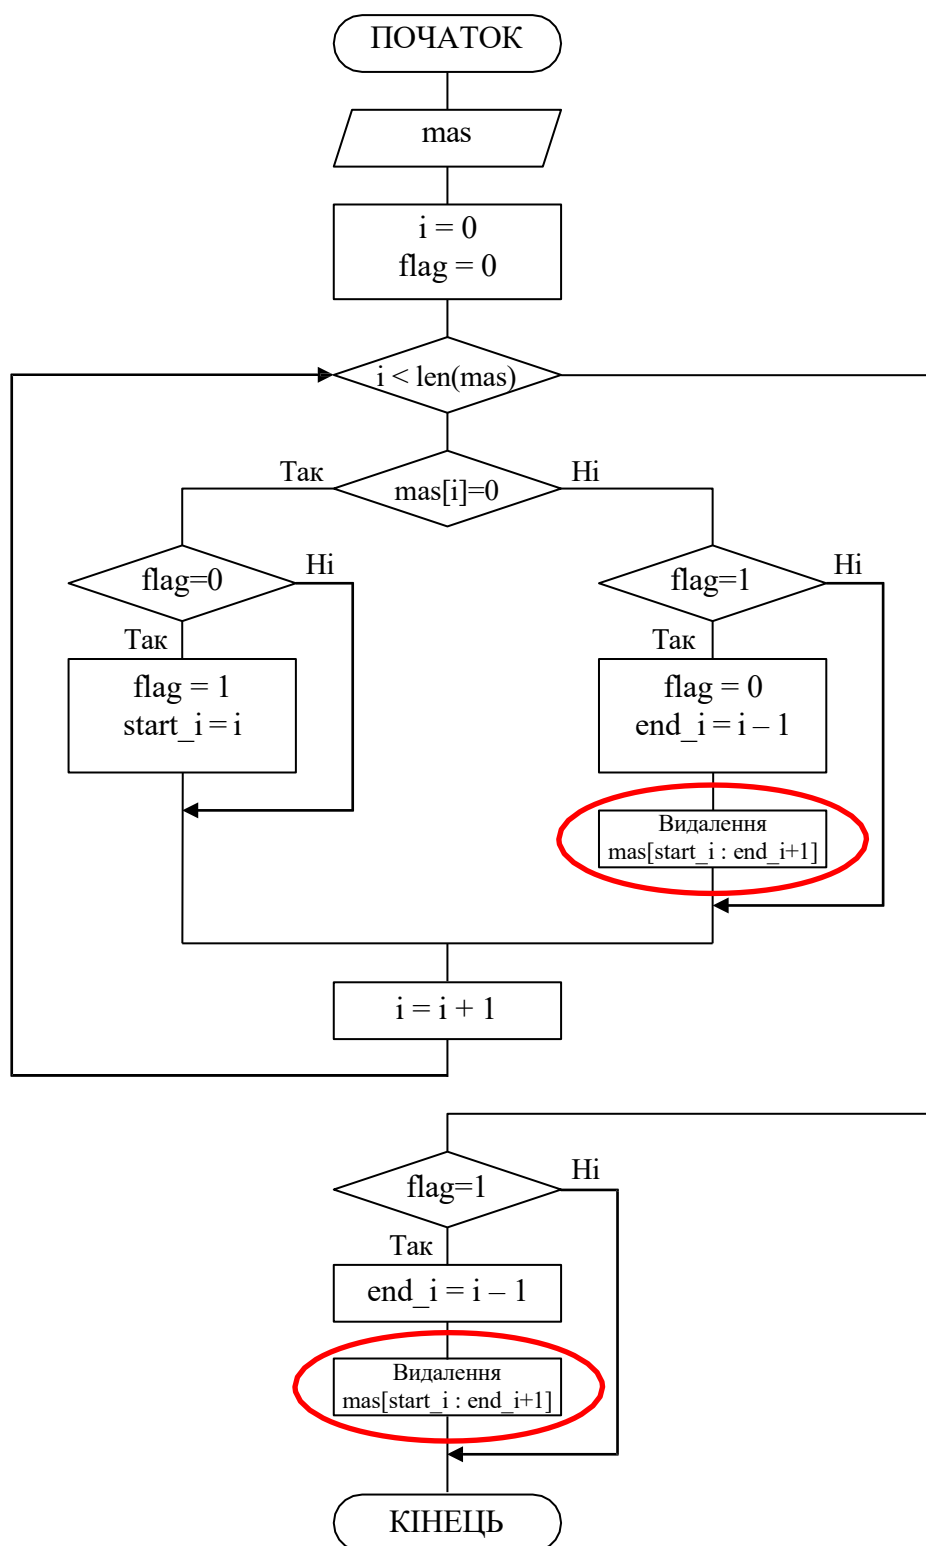 ПОЧАТОК
mas
i = 0
flag = 0
i < len(mas)
Так
Ні
mas[i]=0
flag=0
Ні
flag=1
Ні
Так
Так
flag = 1
start_i = i
flag = 0
end_i = i – 1
Видалення
mas[start_i : end_i+1]
i = i + 1
flag=1
Ні
Так
end_i = i – 1
Видалення
mas[start_i : end_i+1]
КІНЕЦЬ